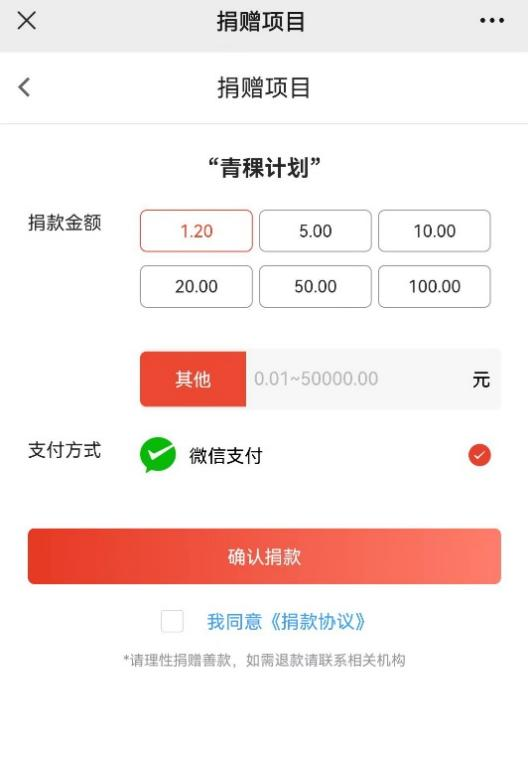 捐赠项目
捐赠项目
“青稞计划”
捐款金额 1.20 5.00 10.00
20.00 50.00 100.00
其他 0.01~50000.00 元
支付方式 微信支付
确认捐款
我同意《捐款协议》
*请理性捐赠善款，如需退款请联系相关机构